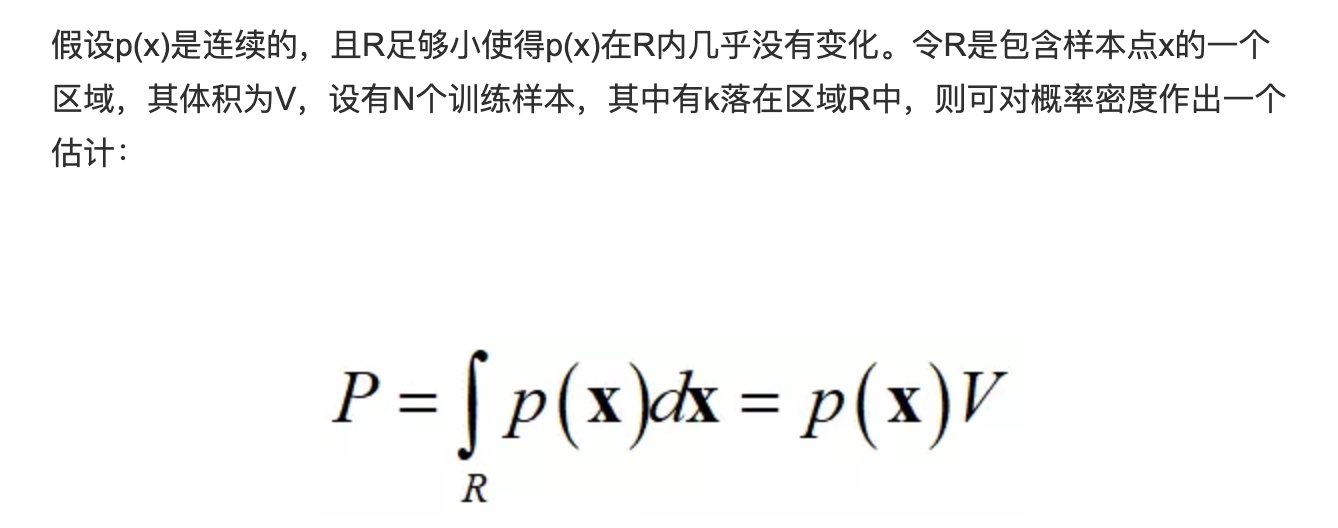 假设p(x)是连续的，且R足够小使得p(x)在R内几乎没有变化。令R是包含样本点x的一个
区域，其体积为V，设有N个训练样本，其中有k落在区域R中，则可对概率密度作出一个
估计：
P = ∫ p(x)dx = p(x)V
R